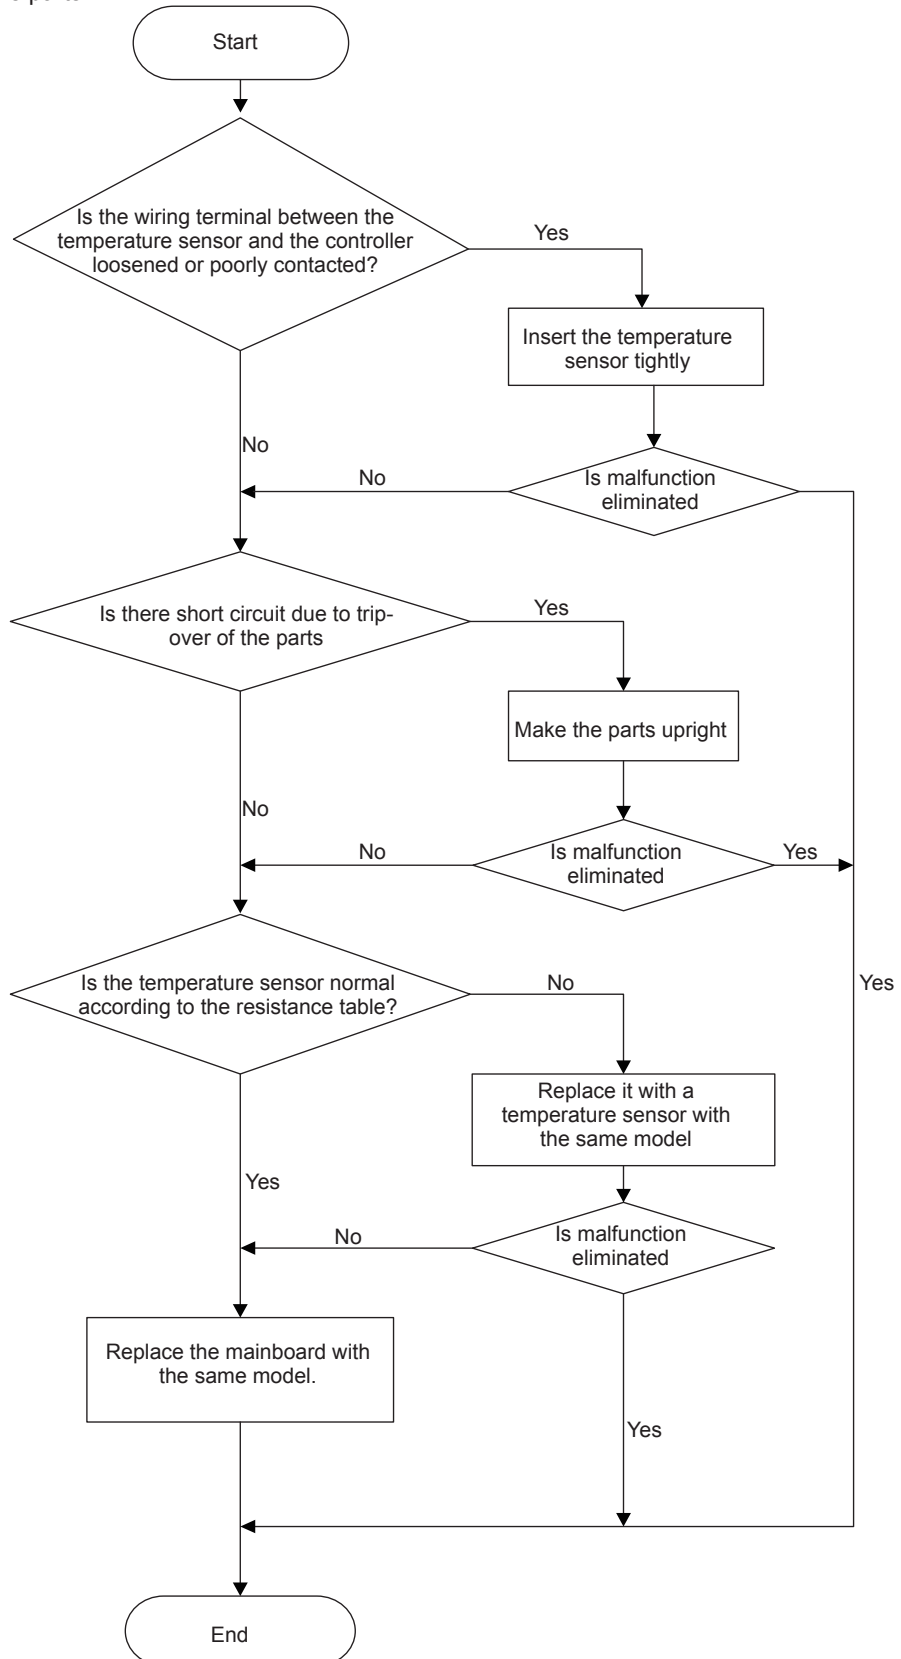 Start
Is the wiring terminal between the
temperature sensor and the controller
loosened or poorly contacted?
Yes
Insert the temperature
sensor tightly
No
No
Is malfunction
eliminated
Is there short circuit due to trip-
over of the parts
Yes
Make the parts upright
No
No
Is malfunction
eliminated
Yes
Is the temperature sensor normal
according to the resistance table?
No
Yes
Replace it with a
temperature sensor with
the same model
Yes
No
Is malfunction
eliminated
Replace the mainboard with
the same model.
Yes
End